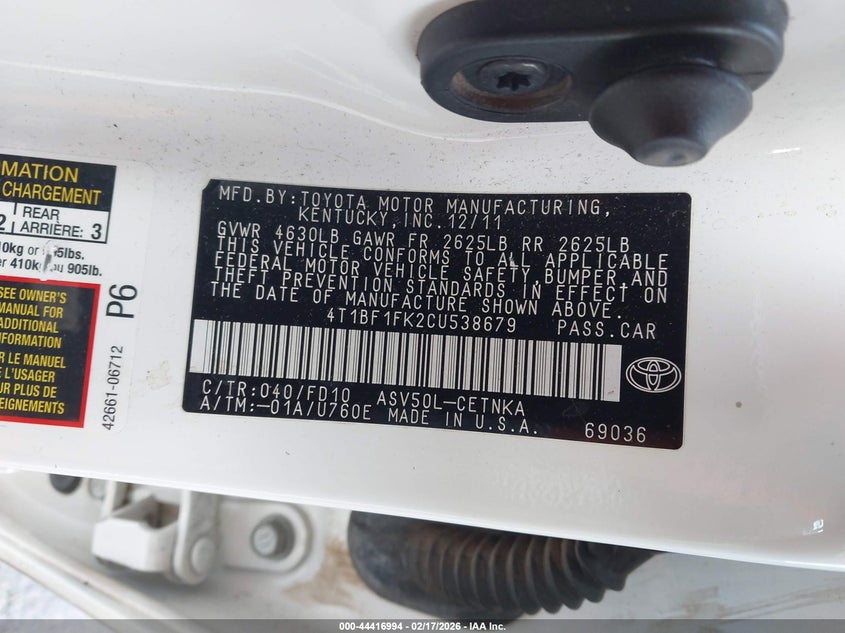 MATION
CHARGEMENT
2 REAR
ARRIÈRE: 3
905lb.
SEE OWNER'S
MANUAL FOR
ADDITIONAL
INFORMATION
R LE MANUEL
L'USAGER
PLUS DE
SEIGNEMENTS
P6
42661-06712
MFD.BY:TOYOTA MOTOR MANUFACTURING,
KENTUCKY, INC. 12/11
GVWR 4630LB GAWR FR 2625LB RR 2625LB
THIS VEHICLE CONFORMS TO ALL APPLICABLE
FEDERAL MOTOR VEHICLE SAFETY, BUMPER, AND
THEFT PREVENTION STANDARDS IN EFFECT ON
THE DATE OF MANUFACTURE SHOWN ABOVE.
4T1BF1FK2CU538679 PASS.CAR
C/TR:040/FD10 ASV50L-CETNKA
A/TM:-01A/U760E MADE IN U.S.A.
69036
000-44416994 - 02/17/2026 - IAA Inc.